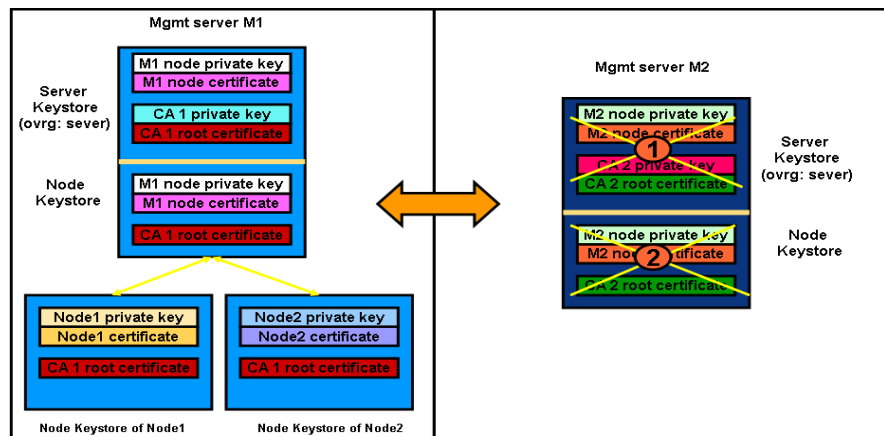 Mgmt server M1
M1 node private key
M1 node certificate
Server
Keystore
(ovrg: sever)
CA 1 private key
CA 1 root certificate
Node
Keystore
M1 node private key
M1 node certificate
CA 1 root certificate
Node1 private key
Node1 certificate
CA 1 root certificate
Node Keystore of Node1
Node2 private key
Node2 certificate
CA 1 root certificate
Node Keystore of Node2
Mgmt server M2
M2 node private key
M2 node certificate
1
CA 2 private key
CA 2 root certificate
Server
Keystore
(ovrg: sever)
M2 node private key
M2 node certificate
2
CA 2 root certificate
Node
Keystore